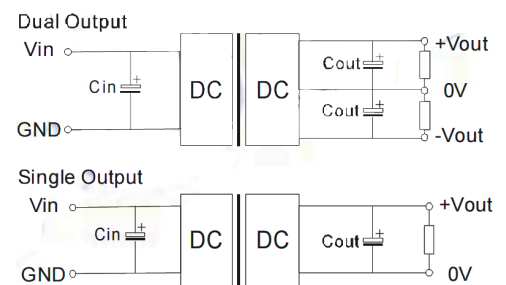 Dual Output
Vin
+Vout
Cout
+
Cin
+
DC
DC
0V
Cout
+
GND
-Vout
Single Output
Vin
+Vout
Cin
+
DC
DC
Cout
+
GND
0V